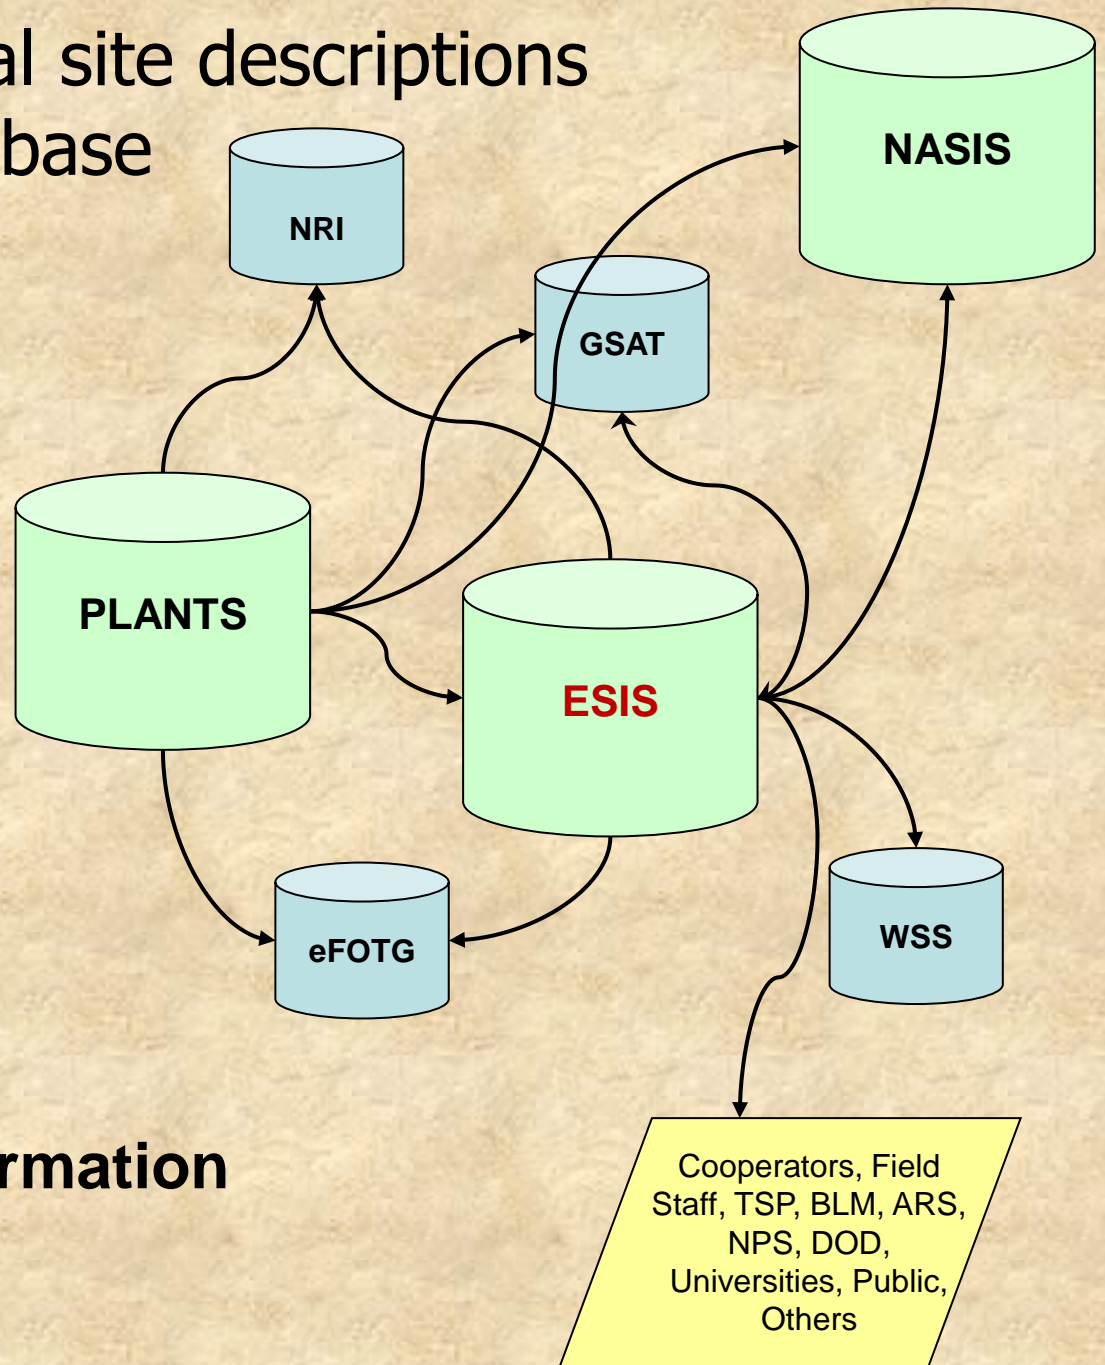 al site descriptions
base
NASIS
NRI
GSAT
PLANTS
ESIS
eFOTG
WSS
rmation
Cooperators, Field
Staff, TSP, BLM, ARS,
NPS, DOD,
Universities, Public,
Others